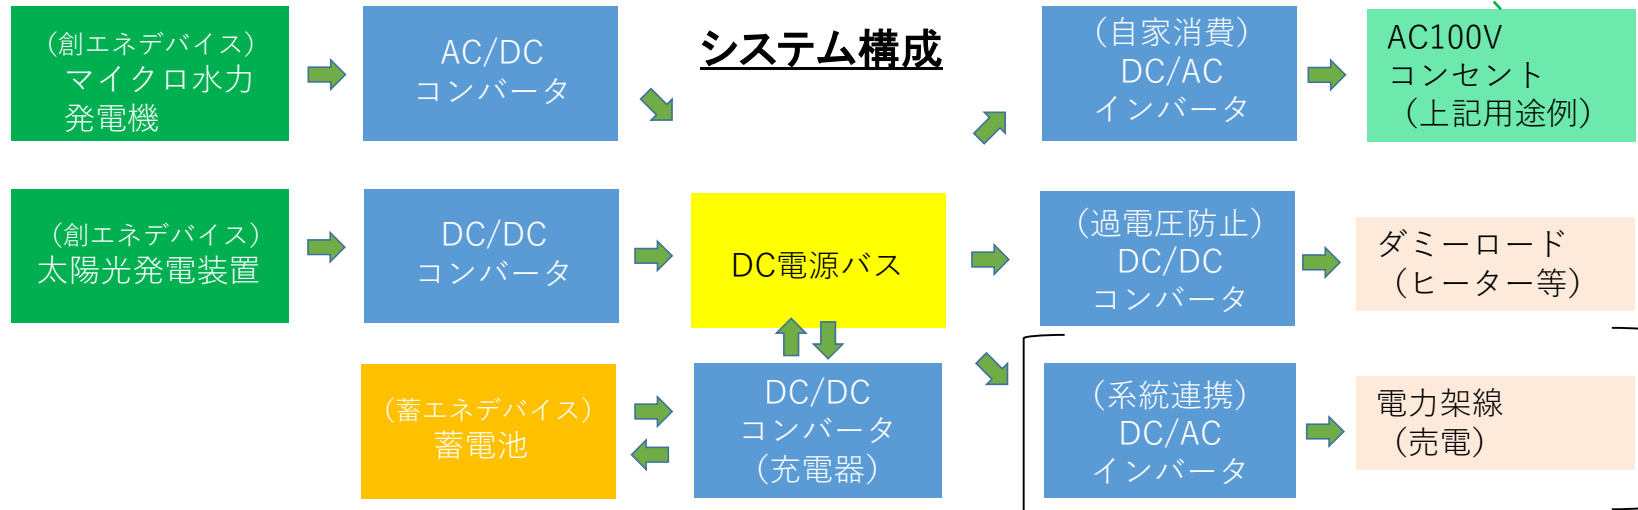 システム構成
（創エネデバイス）
マイクロ水力
発電機
AC/DC
コンバータ
（自家消費）
DC/AC
インバータ
AC100V
コンセント
（上記用途例）
（創エネデバイス）
太陽光発電装置
DC/DC
コンバータ
DC電源バス
（過電圧防止）
DC/DC
コンバータ
ダミーロード
（ヒーター等）
（蓄エネデバイス）
蓄電池
DC/DC
コンバータ
（充電器）
（系統連携）
DC/AC
インバータ
電力架線
（売電）